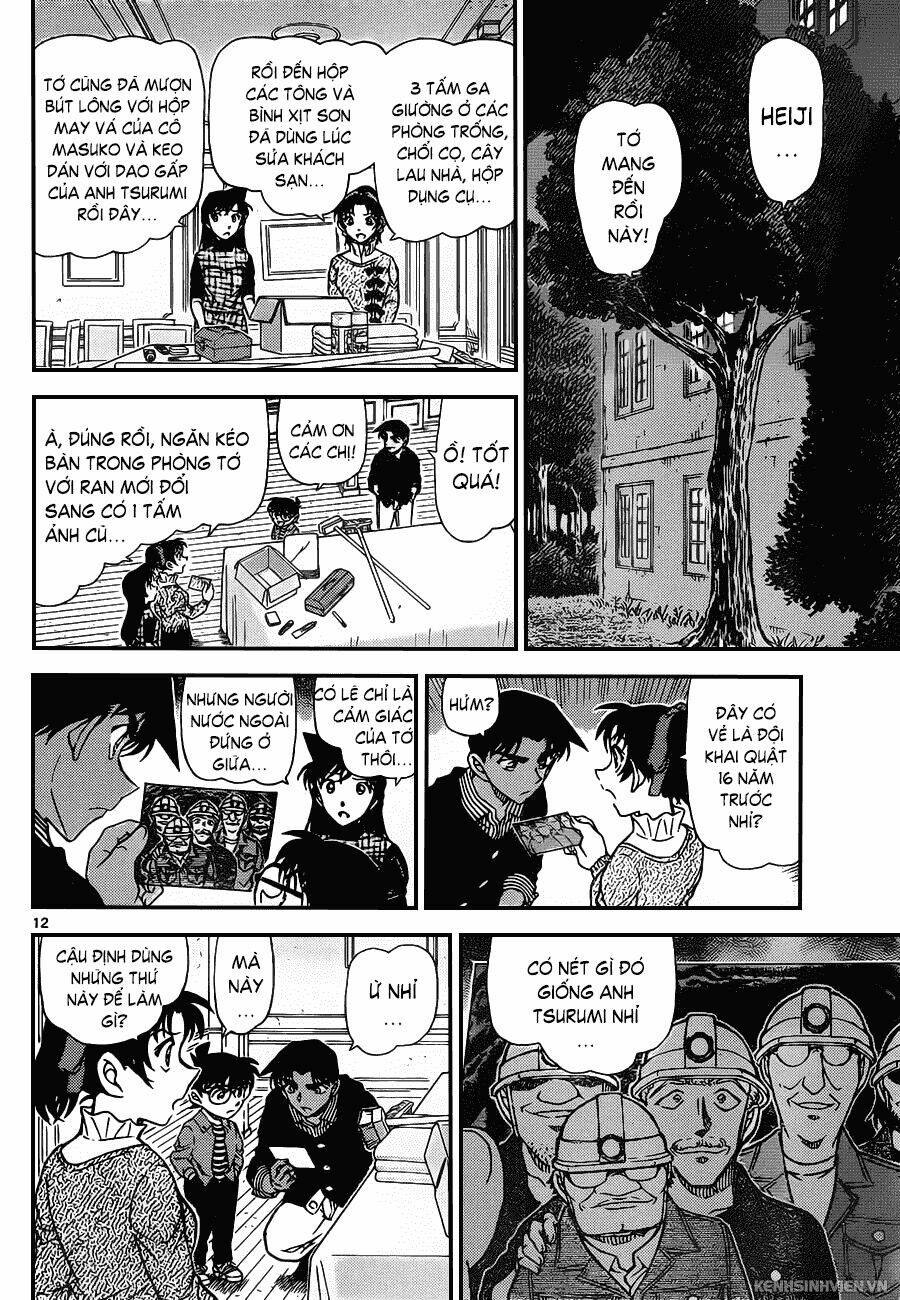 HEIJI
...
TỚ
MANG
ĐẾN
RỒI
NÀY!
3 TẤM GA
GIƯỜNG Ở CÁC
PHÒNG TRỐNG,
CHỔI CỌ, CÂY
LAU NHÀ, HỘP
DỤNG CỤ...
RỒI ĐẾN HỘP
CÁC TÔNG VÀ
BÌNH XỊT SƠN
ĐÃ DÙNG LÚC
SỬA KHÁCH
SẠN...
TỚ CŨNG ĐÃ MƯỢN
BÚT LÔNG VỚI HỘP
MAY VÁ CỦA CÔ
MASUKO VÀ KEO
DÁN VỚI DAO GẤP
CỦA ANH TSURUMI
RỒI ĐÂY...
Ồ! TỐT
QUÁ!
CẢM ƠN
CÁC CHỊ!
À, ĐÚNG RỒI, NGĂN KÉO
BÀN TRONG PHÒNG TỚ
VỚI RAN MỚI ĐỔI
SANG CÓ 1 TẤM
ẢNH CŨ...
ĐÂY CÓ
VẺ LÀ ĐỘI
KHAI QUẬT
16 NĂM
TRƯỚC
NHỈ?
HỬM?
CÓ LẼ CHỈ LÀ
CẢM GIÁC
CỦA TỚ
THÔI...
NHƯNG NGƯỜI
NƯỚC NGOÀI
ĐỨNG Ở
GIỮA...
12
CÓ NÉT GÌ ĐÓ
GIỐNG ANH
TSURUMI NHỈ
...
Ừ NHỈ
...
MÀ
NÀY
...
CẬU ĐỊNH DÙNG
NHỮNG THỨ
NÀY ĐỂ LÀM
GÌ?
KENHSINHVIEN.VN